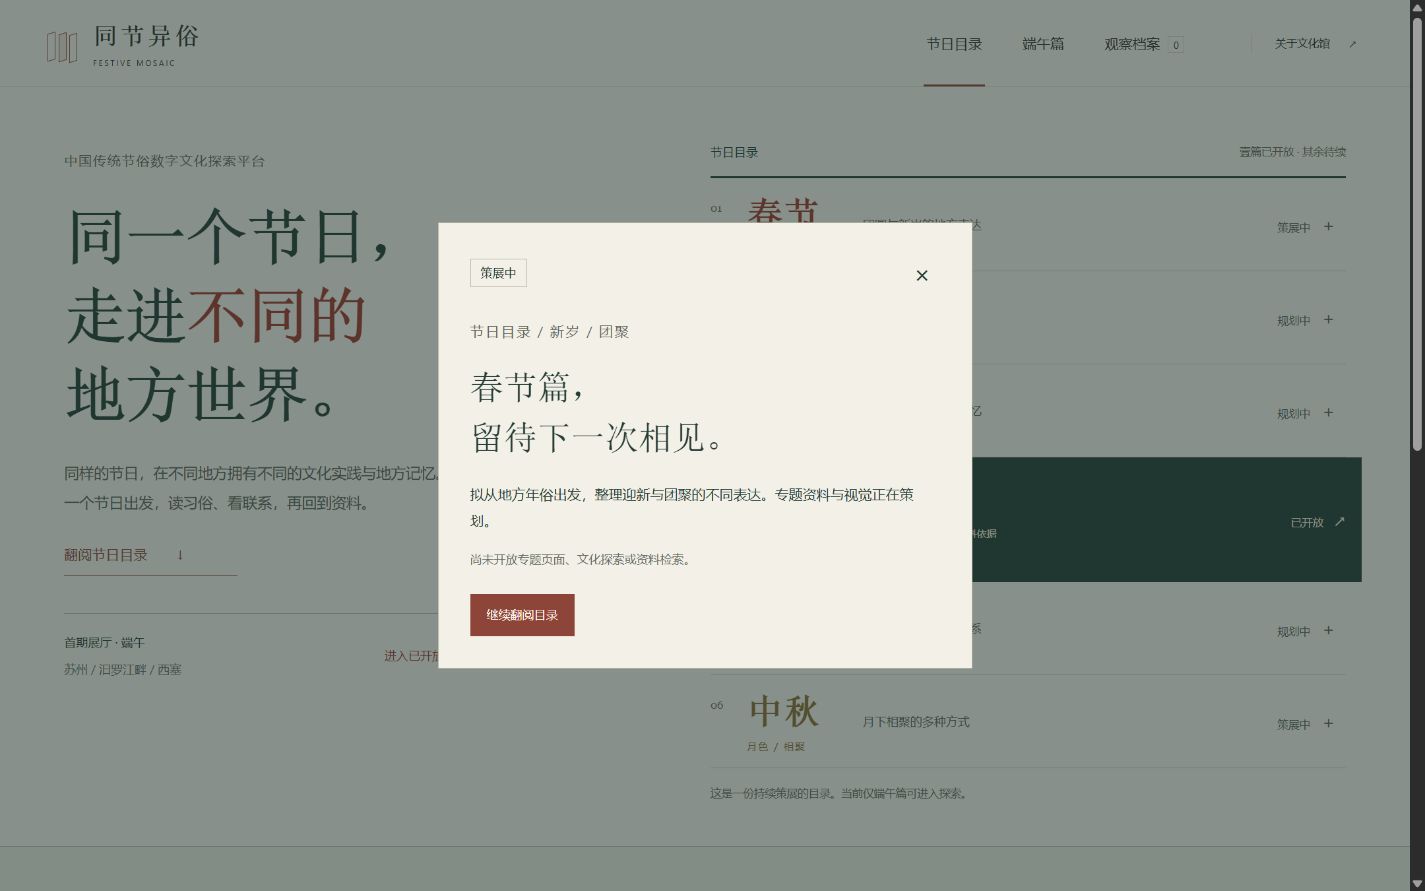 同节异俗
FESTIVE MOSAIC
节日目录
端午篇
观察档案 0
关于文化馆 ↗
中国传统节俗数字文化探索平台
同一个节日，
走进不同的
地方世界。
同样的节日，在不同地方拥有不同的文化实践与地方记忆。
一个节日出发，读习俗、看联系，再回到资料。
翻阅节日目录 ↓
首期展厅 · 端午
苏州 / 汨罗江畔 / 西塞
进入已开放
节日目录
壹篇已开放 · 其余待续
01
春节
策展中 +
规划中 +
忆
规划中 +
料依据
已开放 ↗
系
规划中 +
06
中秋
月下相聚的多种方式
策展中 +
月色 / 相聚
这是一份持续策展的目录。当前仅端午篇可进入探索。
策展中
×
节日目录 / 新岁 / 团聚
春节篇，
留待下一次相见。
拟从地方年俗出发，整理迎新与团聚的不同表达。专题资料与视觉正在策
划。
尚未开放专题页面、文化探索或资料检索。
继续翻阅目录